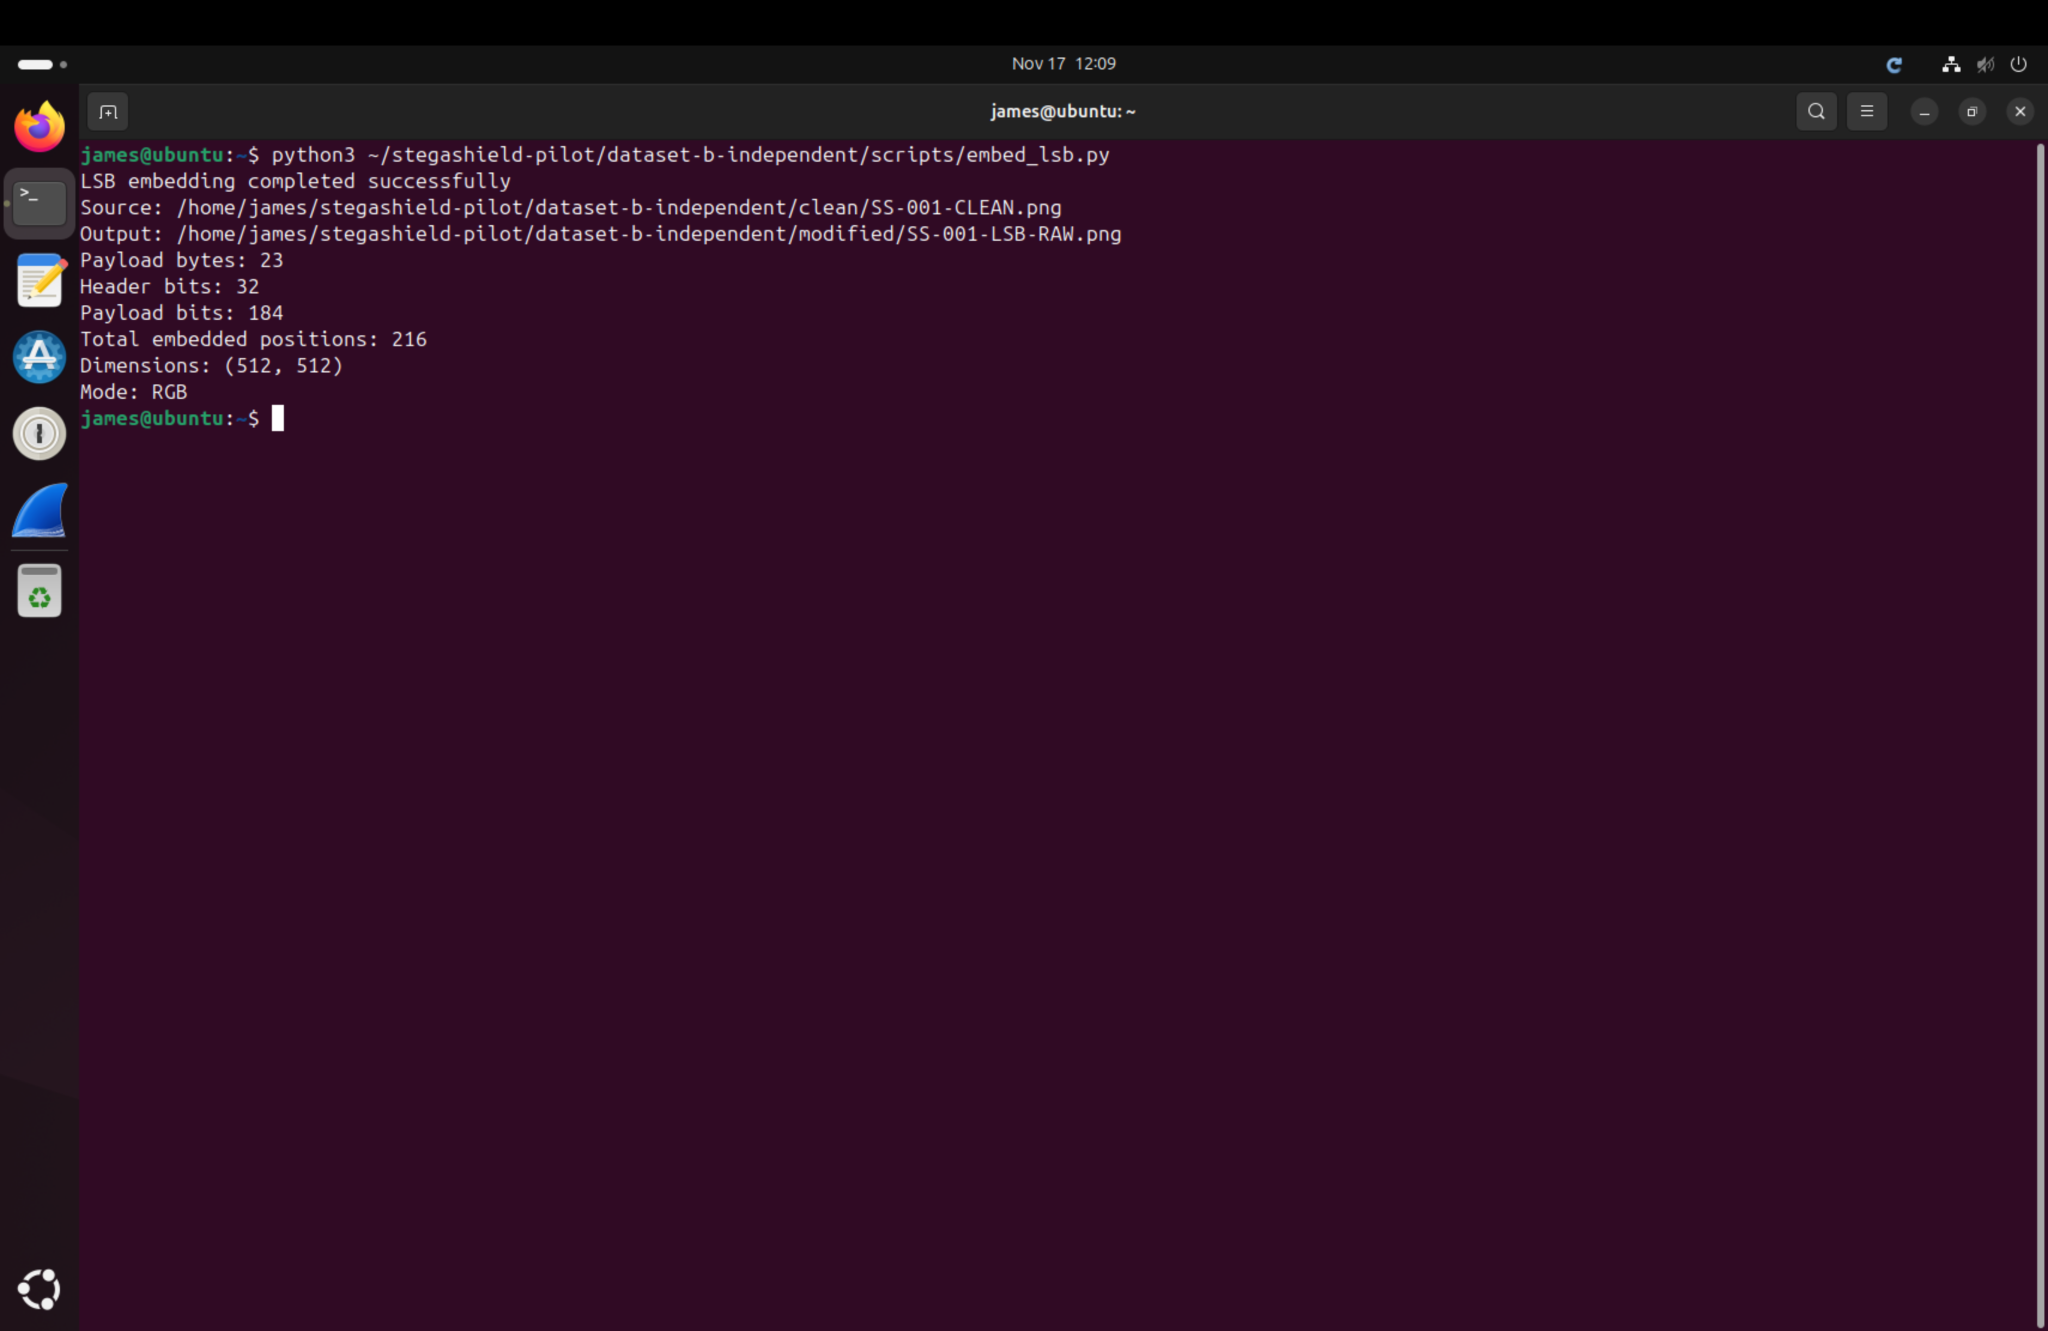 Nov 17 12:09
james@ubuntu: ~
james@ubuntu:~$ python3 ~/stegashield-pilot/dataset-b-independent/scripts/embed_lsb.py
LSB embedding completed successfully
Source: /home/james/stegashield-pilot/dataset-b-independent/clean/SS-001-CLEAN.png
Output: /home/james/stegashield-pilot/dataset-b-independent/modified/SS-001-LSB-RAW.png
Payload bytes: 23
Header bits: 32
Payload bits: 184
Total embedded positions: 216
Dimensions: (512, 512)
Mode: RGB
james@ubuntu:~$